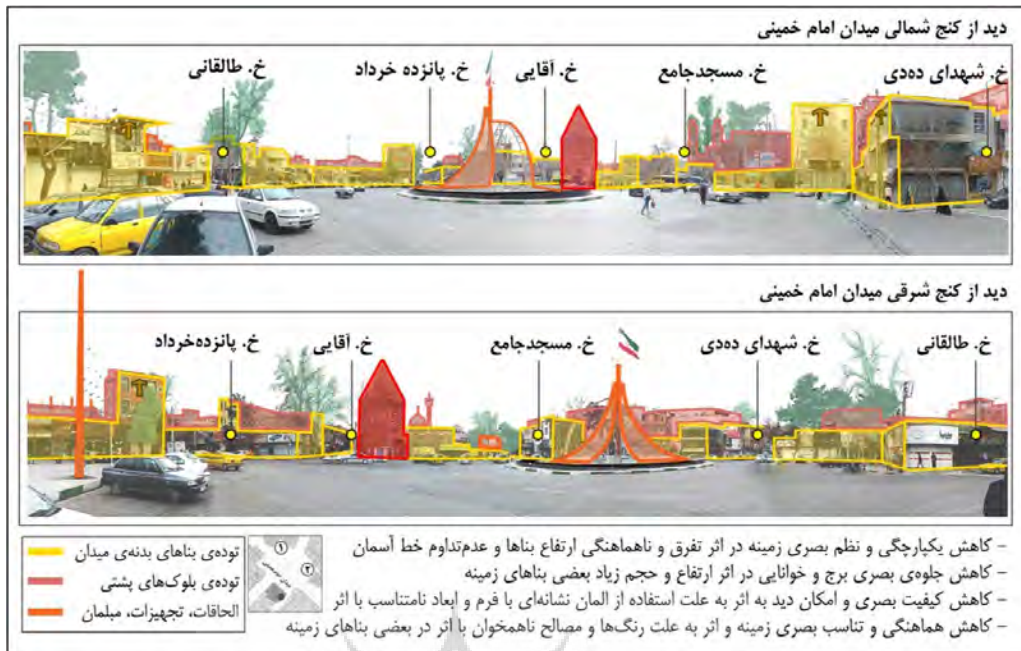 دید از کنج شمالی میدان امام خمینی
خ. طالقانی
خ. پانزده خرداد
خ. آقایی
خ. مسجدجامع
خ. شهدای ده‌دی
دید از کنج شرقی میدان امام خمینی
خ. پانزده‌خرداد
خ. آقایی
خ. مسجدجامع
خ. شهدای ده‌دی
خ. طالقانی
توده‌ی بناهای بدنه‌ی میدان
توده‌ی بلوک‌های پشتی
الحاقات، تجهیزات، مبلمان
۱
۲
- کاهش یکپارچگی و نظم بصری زمینه در اثر تفرق و ناهماهنگی ارتفاع بناها و عدم‌تداوم خط آسمان
- کاهش جلوه‌ی بصری برج و خوانایی در اثر ارتفاع و حجم زیاد بعضی بناهای زمینه
- کاهش کیفیت بصری و امکان دید به اثر به علت استفاده از المان نشانه‌ای با فرم و ابعاد نامتناسب با اثر
- کاهش هماهنگی و تناسب بصری زمینه و اثر به علت رنگ‌ها و مصالح ناهمخوان با اثر در بعضی بناهای زمینه